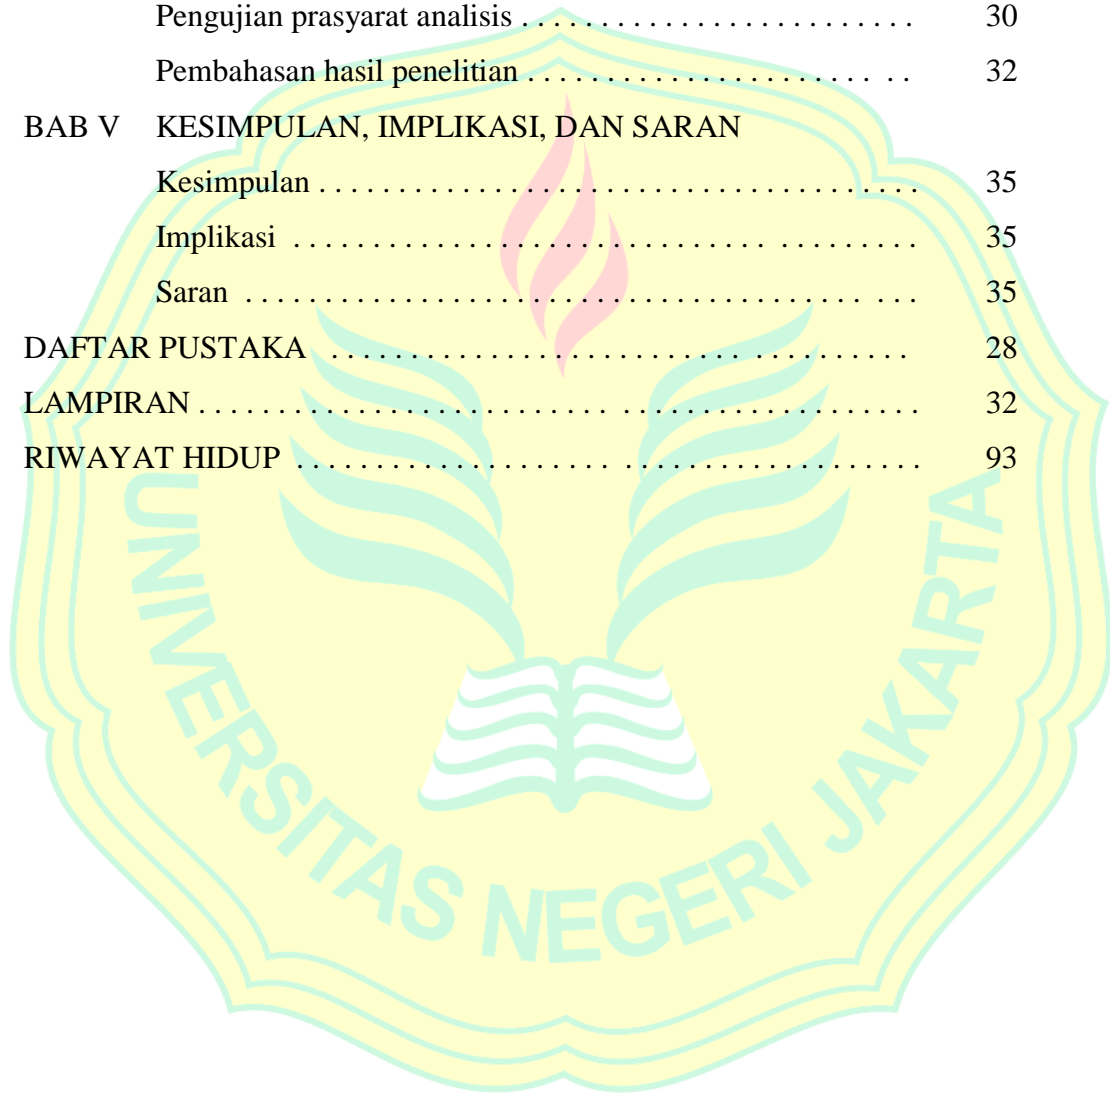 Pengujian prasyarat analisis . . . . . . . . . . . . . . . . . . . . . . . . . 30
Pembahasan hasil penelitian . . . . . . . . . . . . . . . . . . . . . . . . 32
BAB V KESIMPULAN, IMPLIKASI, DAN SARAN
Kesimpulan . . . . . . . . . . . . . . . . . . . . . . . . . . . . . . . . . . . . . . 35
Implikasi . . . . . . . . . . . . . . . . . . . . . . . . . . . . . . . . . . . . . . . 35
Saran . . . . . . . . . . . . . . . . . . . . . . . . . . . . . . . . . . . . . . . . . . 35
DAFTAR PUSTAKA . . . . . . . . . . . . . . . . . . . . . . . . . . . . . . . . . . . . 28
LAMPIRAN . . . . . . . . . . . . . . . . . . . . . . . . . . . . . . . . . . . . . . . . . . . . . 32
RIWAYAT HIDUP . . . . . . . . . . . . . . . . . . . . . . . . . . . . . . . . . . . . . . . 93
UNIVERSITAS NEGERI JAKARTA